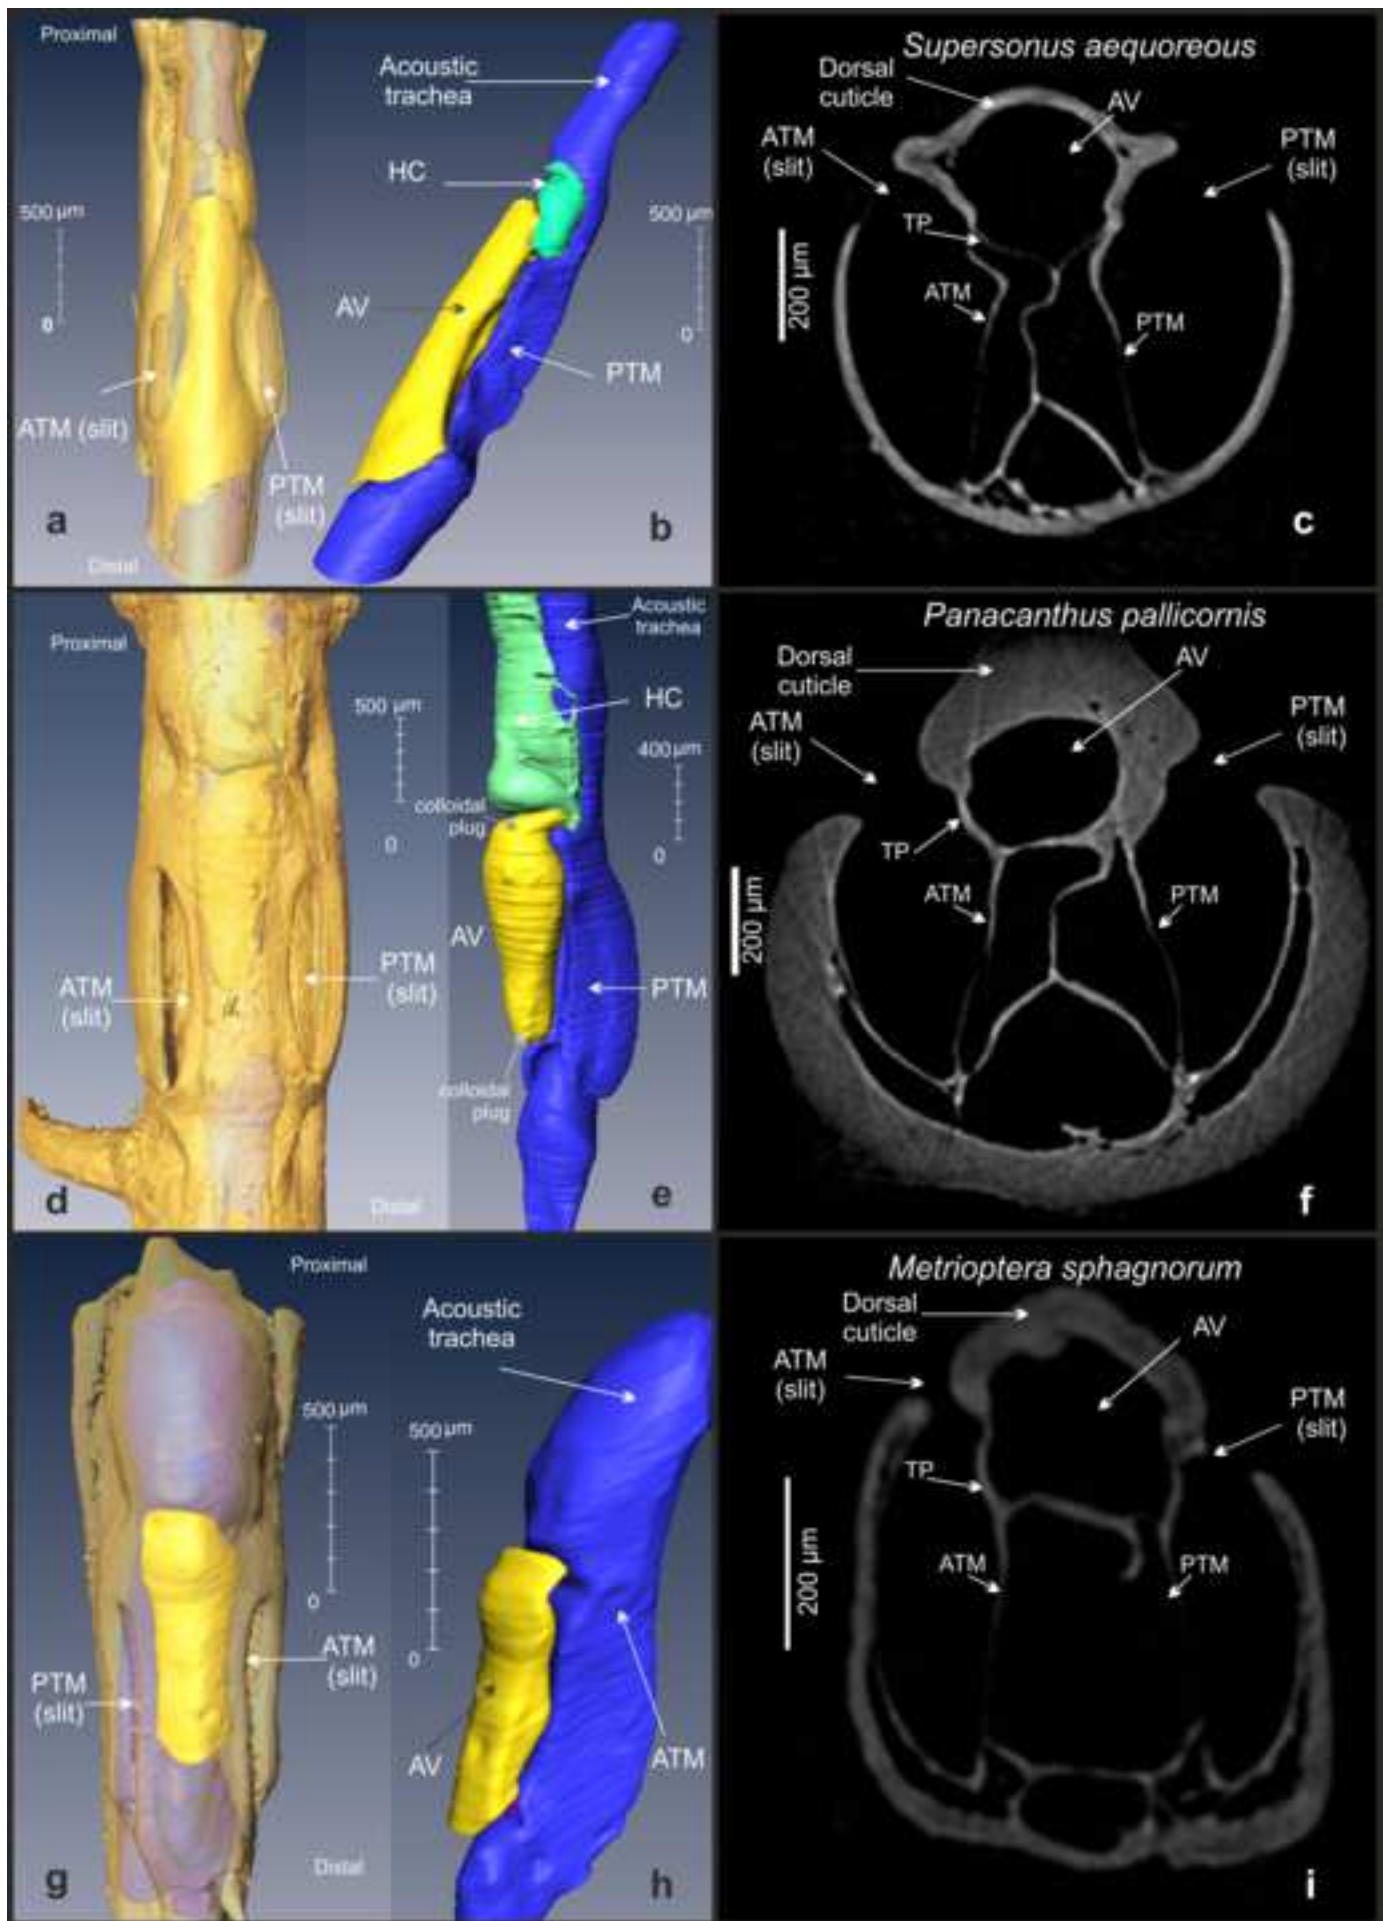 Proximal
Acoustic
trachea
HC
500 µm
0
AV
500 µm
0
PTM
ATM (slit)
PTM
(slit)
a
Distal
b
Supersonus aequoreous
Dorsal
cuticle
AV
ATM
(slit)
PTM
(slit)
TP
ATM
PTM
200 µm
c
Proximal
Acoustic
trachea
HC
500 µm
0
400 µm
0
colloidal
plug
AV
PTM
ATM
(slit)
PTM
(slit)
colloidal
plug
d
Distal
e
Panacanthus pallicornis
Dorsal
cuticle
AV
ATM
(slit)
PTM
(slit)
TP
ATM
PTM
200 µm
f
Proximal
Acoustic
trachea
500 µm
0
500 µm
0
ATM
(slit)
PTM
(slit)
AV
ATM
g
Distal
h
Metrioptera sphagnorum
Dorsal
cuticle
AV
ATM
(slit)
PTM
(slit)
TP
ATM
PTM
200 µm
i